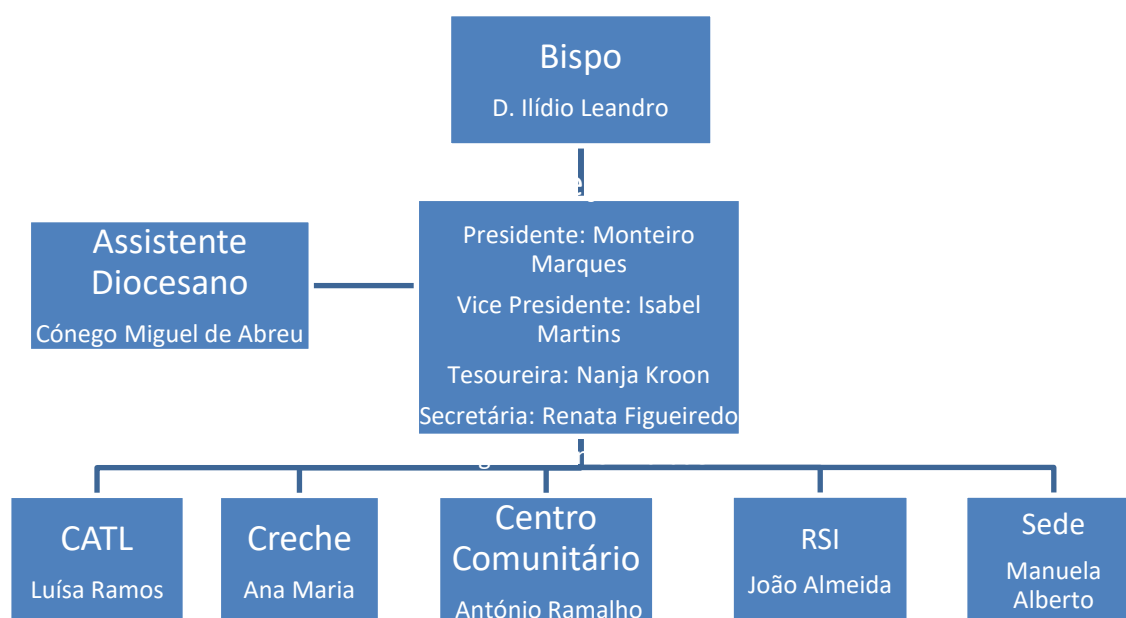 Bispo
D. Ilídio Leandro
Assistente
Diocesano
Cónego Miguel de Abreu
Presidente: Monteiro
Marques
Vice Presidente: Isabel
Martins
Tesoureira: Nanja Kroon
Secretária: Renata Figueiredo
CATL
Luísa Ramos
Creche
Ana Maria
Centro
Comunitário
António Ramalho
RSI
João Almeida
Sede
Manuela
Alberto